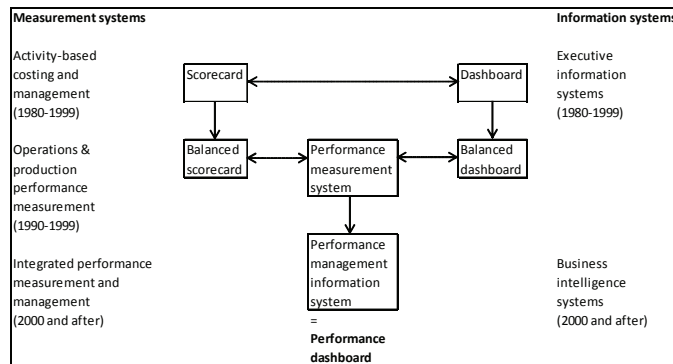 Measurement systems
Information systems
Activity-based
costing and
management
(1980-1999)
Scorecard
Dashboard
Executive
information
systems
(1980-1999)
Operations &
production
performance
measurement
(1990-1999)
Balanced
scorecard
Performance
measurement
system
Balanced
dashboard
Integrated performance
measurement and
management
(2000 and after)
Performance
management
information
system
=
Performance
dashboard
Business
intelligence
systems
(2000 and after)